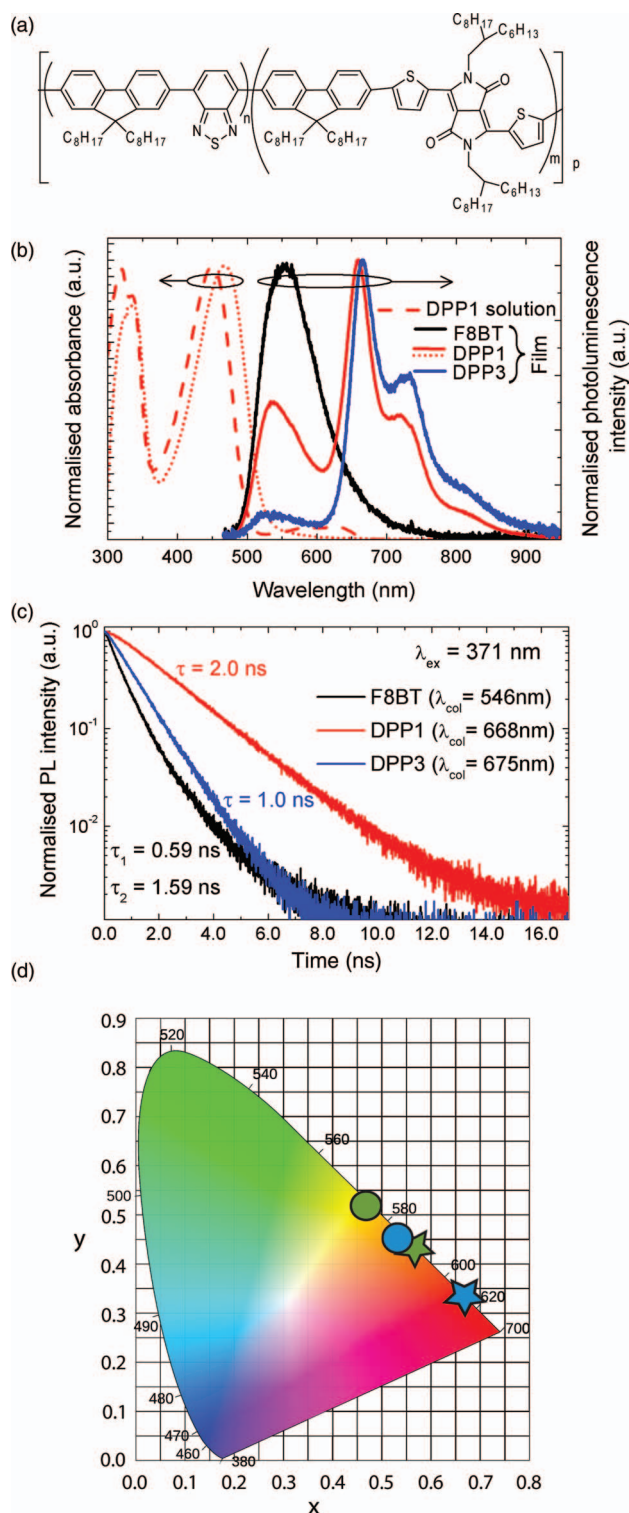 (a)
C8H17
C6H13
N
O
S
n
S
O
N
m
p
C8H17 C8H17
N S N
C8H17 C8H17
C8H17
C6H13
(b)
Normalised absorbance (a.u.)
Normalised photoluminescence intensity (a.u.)
DPP1 solution
F8BT
DPP1
DPP3
Film
300 400 500 600 700 800 900
Wavelength (nm)
(c)
Normalised PL intensity (a.u.)
10^0
10^-1
10^-2
λex = 371 nm
τ = 2.0 ns
F8BT (λcol = 546nm)
DPP1 (λcol = 668nm)
DPP3 (λcol = 675nm)
τ = 1.0 ns
τ1 = 0.59 ns
τ2 = 1.59 ns
0.0 2.0 4.0 6.0 8.0 10.0 12.0 14.0 16.0
Time (ns)
(d)
0.9
0.8
0.7
0.6
0.5
0.4
0.3
0.2
0.1
0.0
y
520
540
560
500
580
600
620
490
700
480
470
460
380
0.0 0.1 0.2 0.3 0.4 0.5 0.6 0.7 0.8
x